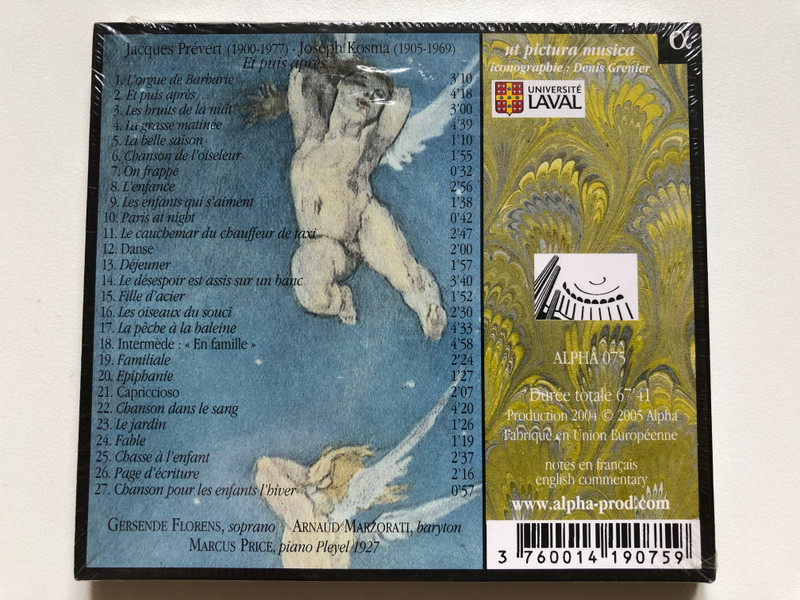 Jacques Prévert (1900-1977) · Joseph Kosma (1905-1969)
Et puis après...
1. L'orgue de Barbarie 3'10
2. Et puis après 4'18
3. Les bruits de la nuit 3'00
4. La grasse matinée 4'39
5. La belle saison 1'10
6. Chanson de l'oiseleur 1'55
7. On frappe 0'32
8. L'enfance 2'56
9. Les enfants qui s'aiment 1'38
10. Paris at night 0'42
11. Le cauchemar du chauffeur de taxi 2'47
12. Danse 2'00
13. Déjeuner 1'57
14. Le désespoir est assis sur un banc 3'40
15. Fille d'acier 1'52
16. Les oiseaux du souci 2'30
17. La pêche à la baleine 4'33
18. Intermède : « En famille » 4'58
19. Familiale 2'24
20. Epiphanie 1'27
21. Capriccioso 2'07
22. Chanson dans le sang 4'20
23. Le jardin 1'26
24. Fable 1'19
25. Chasse à l'enfant 2'37
26. Page d'écriture 2'16
27. Chanson pour les enfants l'hiver 0'57
GERSENDE FLORENS, soprano ARNAUD MARZORATI, baryton
MARCUS PRICE, piano Pleyel 1927
α
ut pictura musica
iconographie : Denis Grenier
UNIVERSITÉ
LAVAL
ALPHA 075
Durée totale 67'41
Production 2004 © 2005 Alpha
Fabriqué en Union Européenne
notes en français
english commentary
www.alpha-prod.com
3 760014 190759